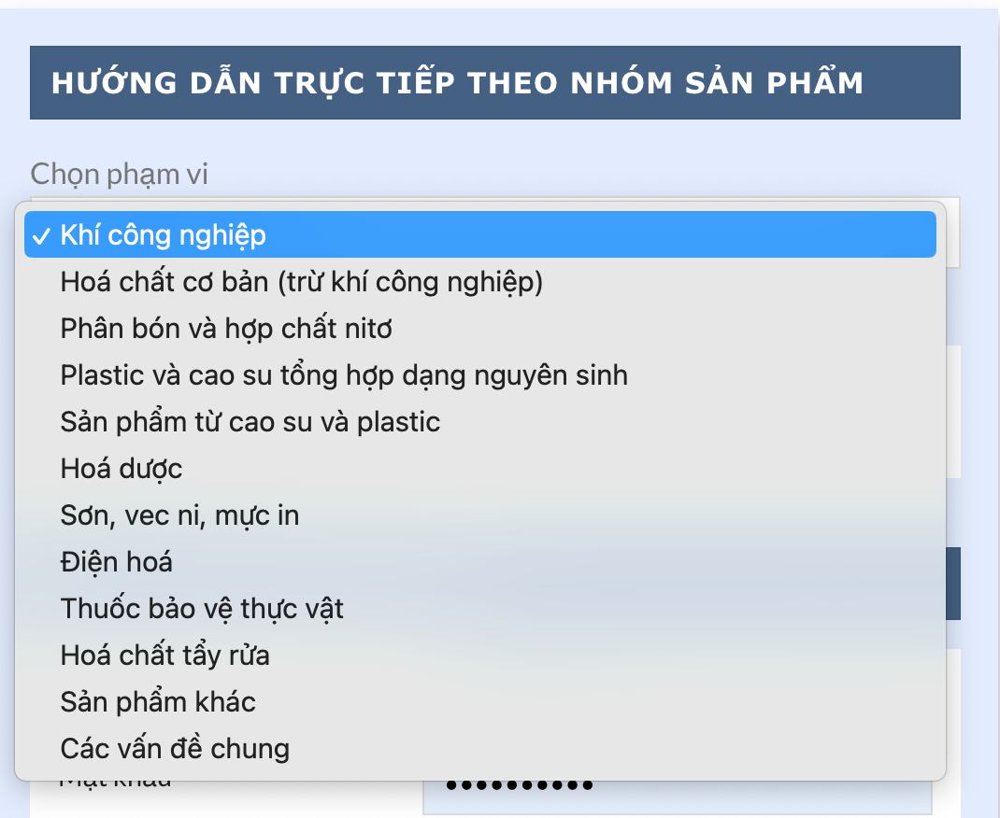 HƯỚNG DẪN TRỰC TIẾP THEO NHÓM SẢN PHẨM
Chọn phạm vi
✓ Khí công nghiệp
Hoá chất cơ bản (trừ khí công nghiệp)
Phân bón và hợp chất nitơ
Plastic và cao su tổng hợp dạng nguyên sinh
Sản phẩm từ cao su và plastic
Hoá dược
Sơn, vec ni, mực in
Điện hoá
Thuốc bảo vệ thực vật
Hoá chất tẩy rửa
Sản phẩm khác
Các vấn đề chung